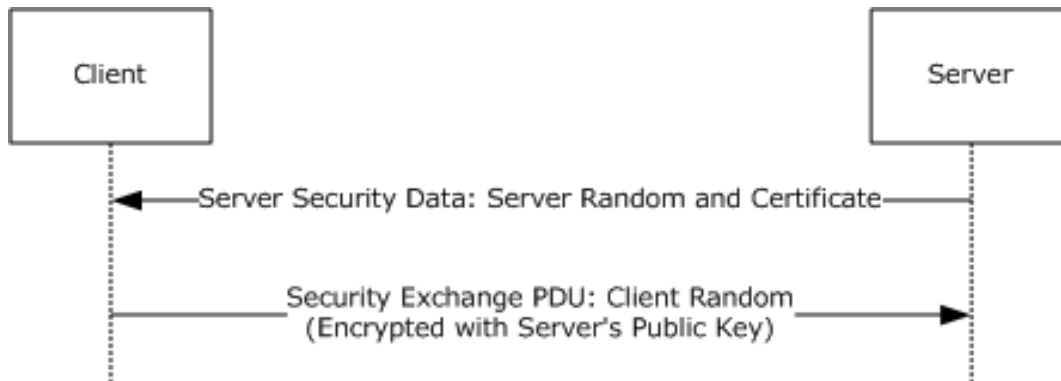 Client
Server
Server Security Data: Server Random and Certificate
Security Exchange PDU: Client Random
(Encrypted with Server's Public Key)